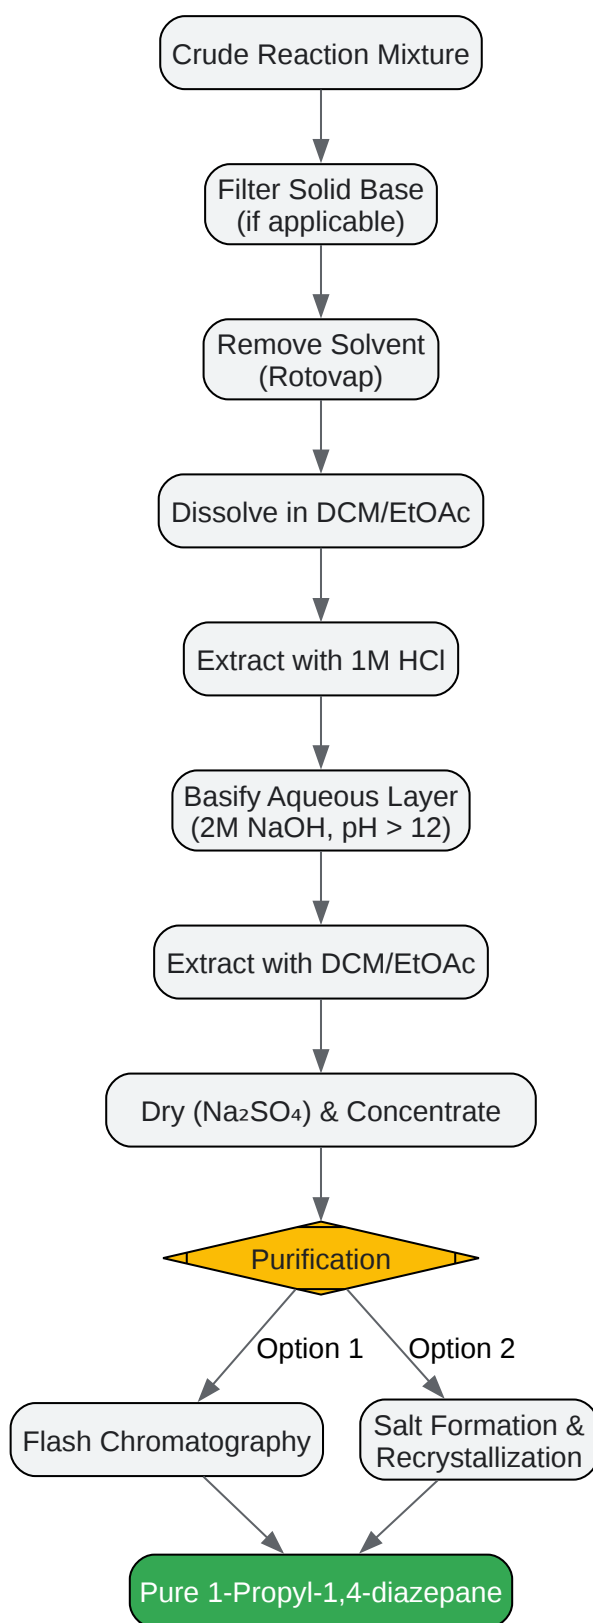 Crude Reaction Mixture
Filter Solid Base
(if applicable)
Remove Solvent
(Rotovap)
Dissolve in DCM/EtOAc
Extract with 1M HCl
Basify Aqueous Layer
(2M NaOH, pH > 12)
Extract with DCM/EtOAc
Dry (Na₂SO₄) & Concentrate
Purification
Option 1
Option 2
Flash Chromatography
Salt Formation &
Recrystallization
Pure 1-Propyl-1,4-diazepane